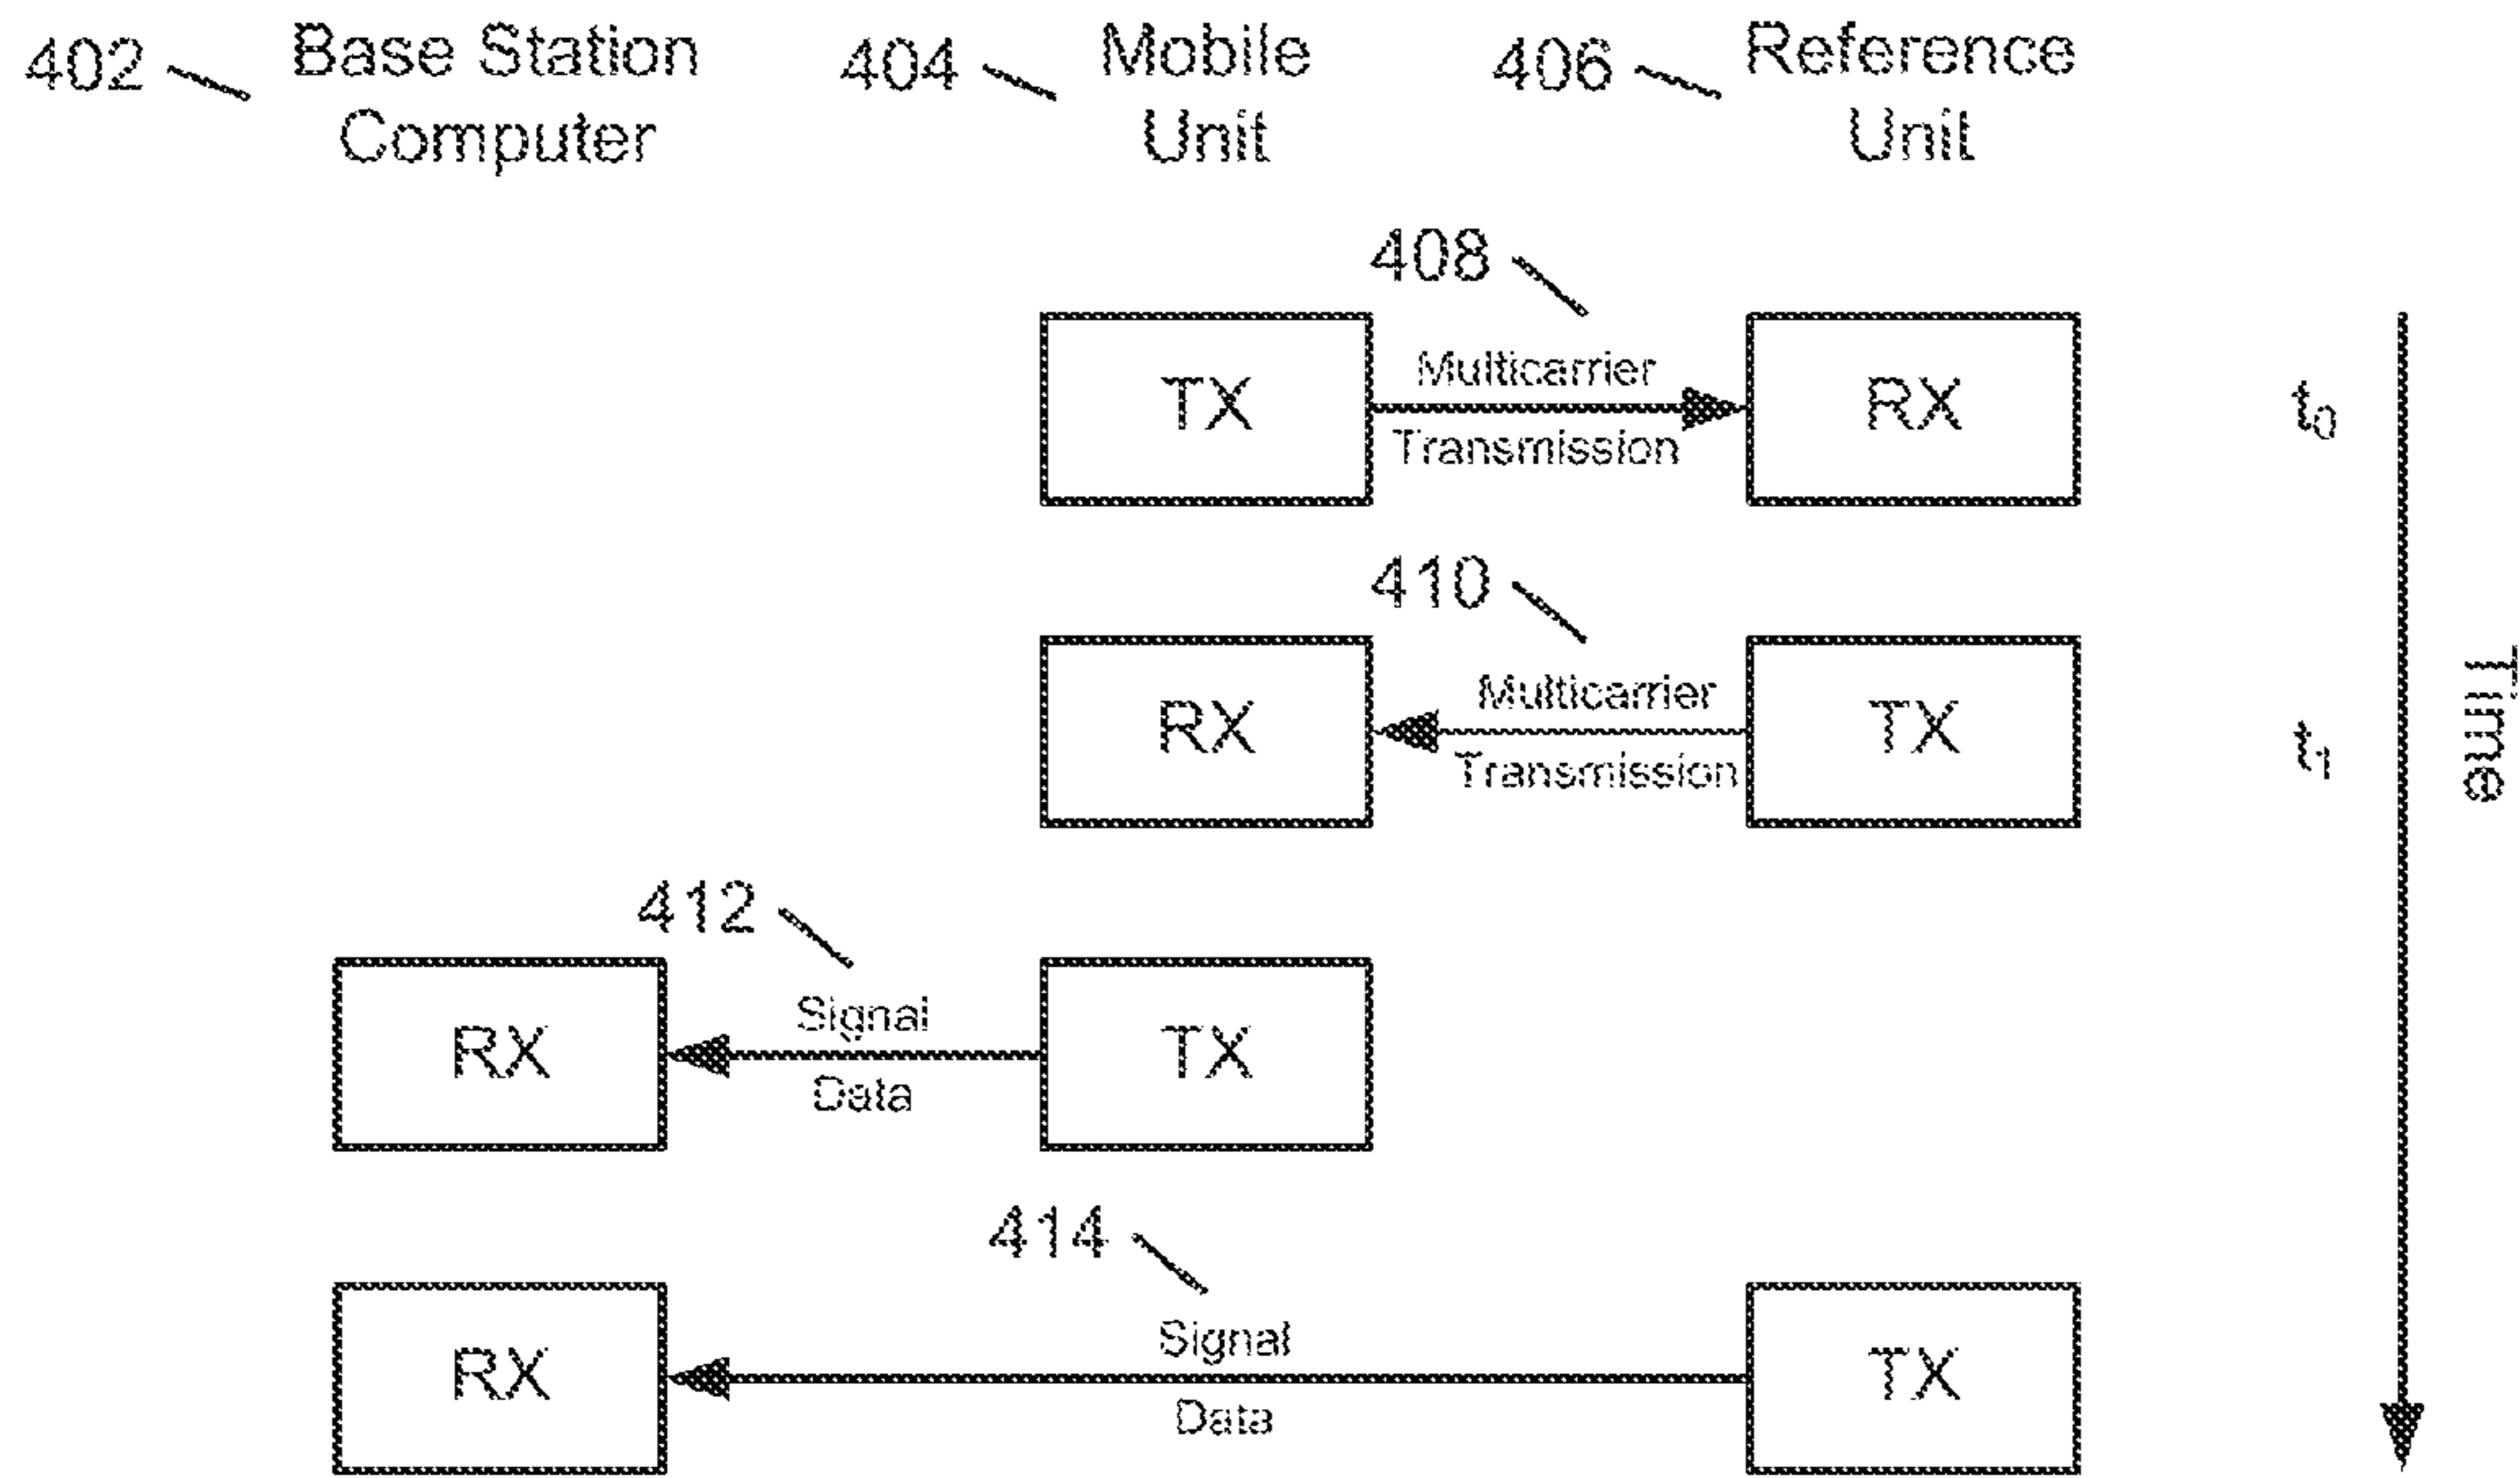 402 Base Station 404 Mobile 406 Reference
Computer Unit Unit
408
TX Multicarrier RX t0
Transmission
410
RX Multicarrier TX t1
Transmission
Time
412
RX Signal TX
Data
414
RX Signal TX
Data